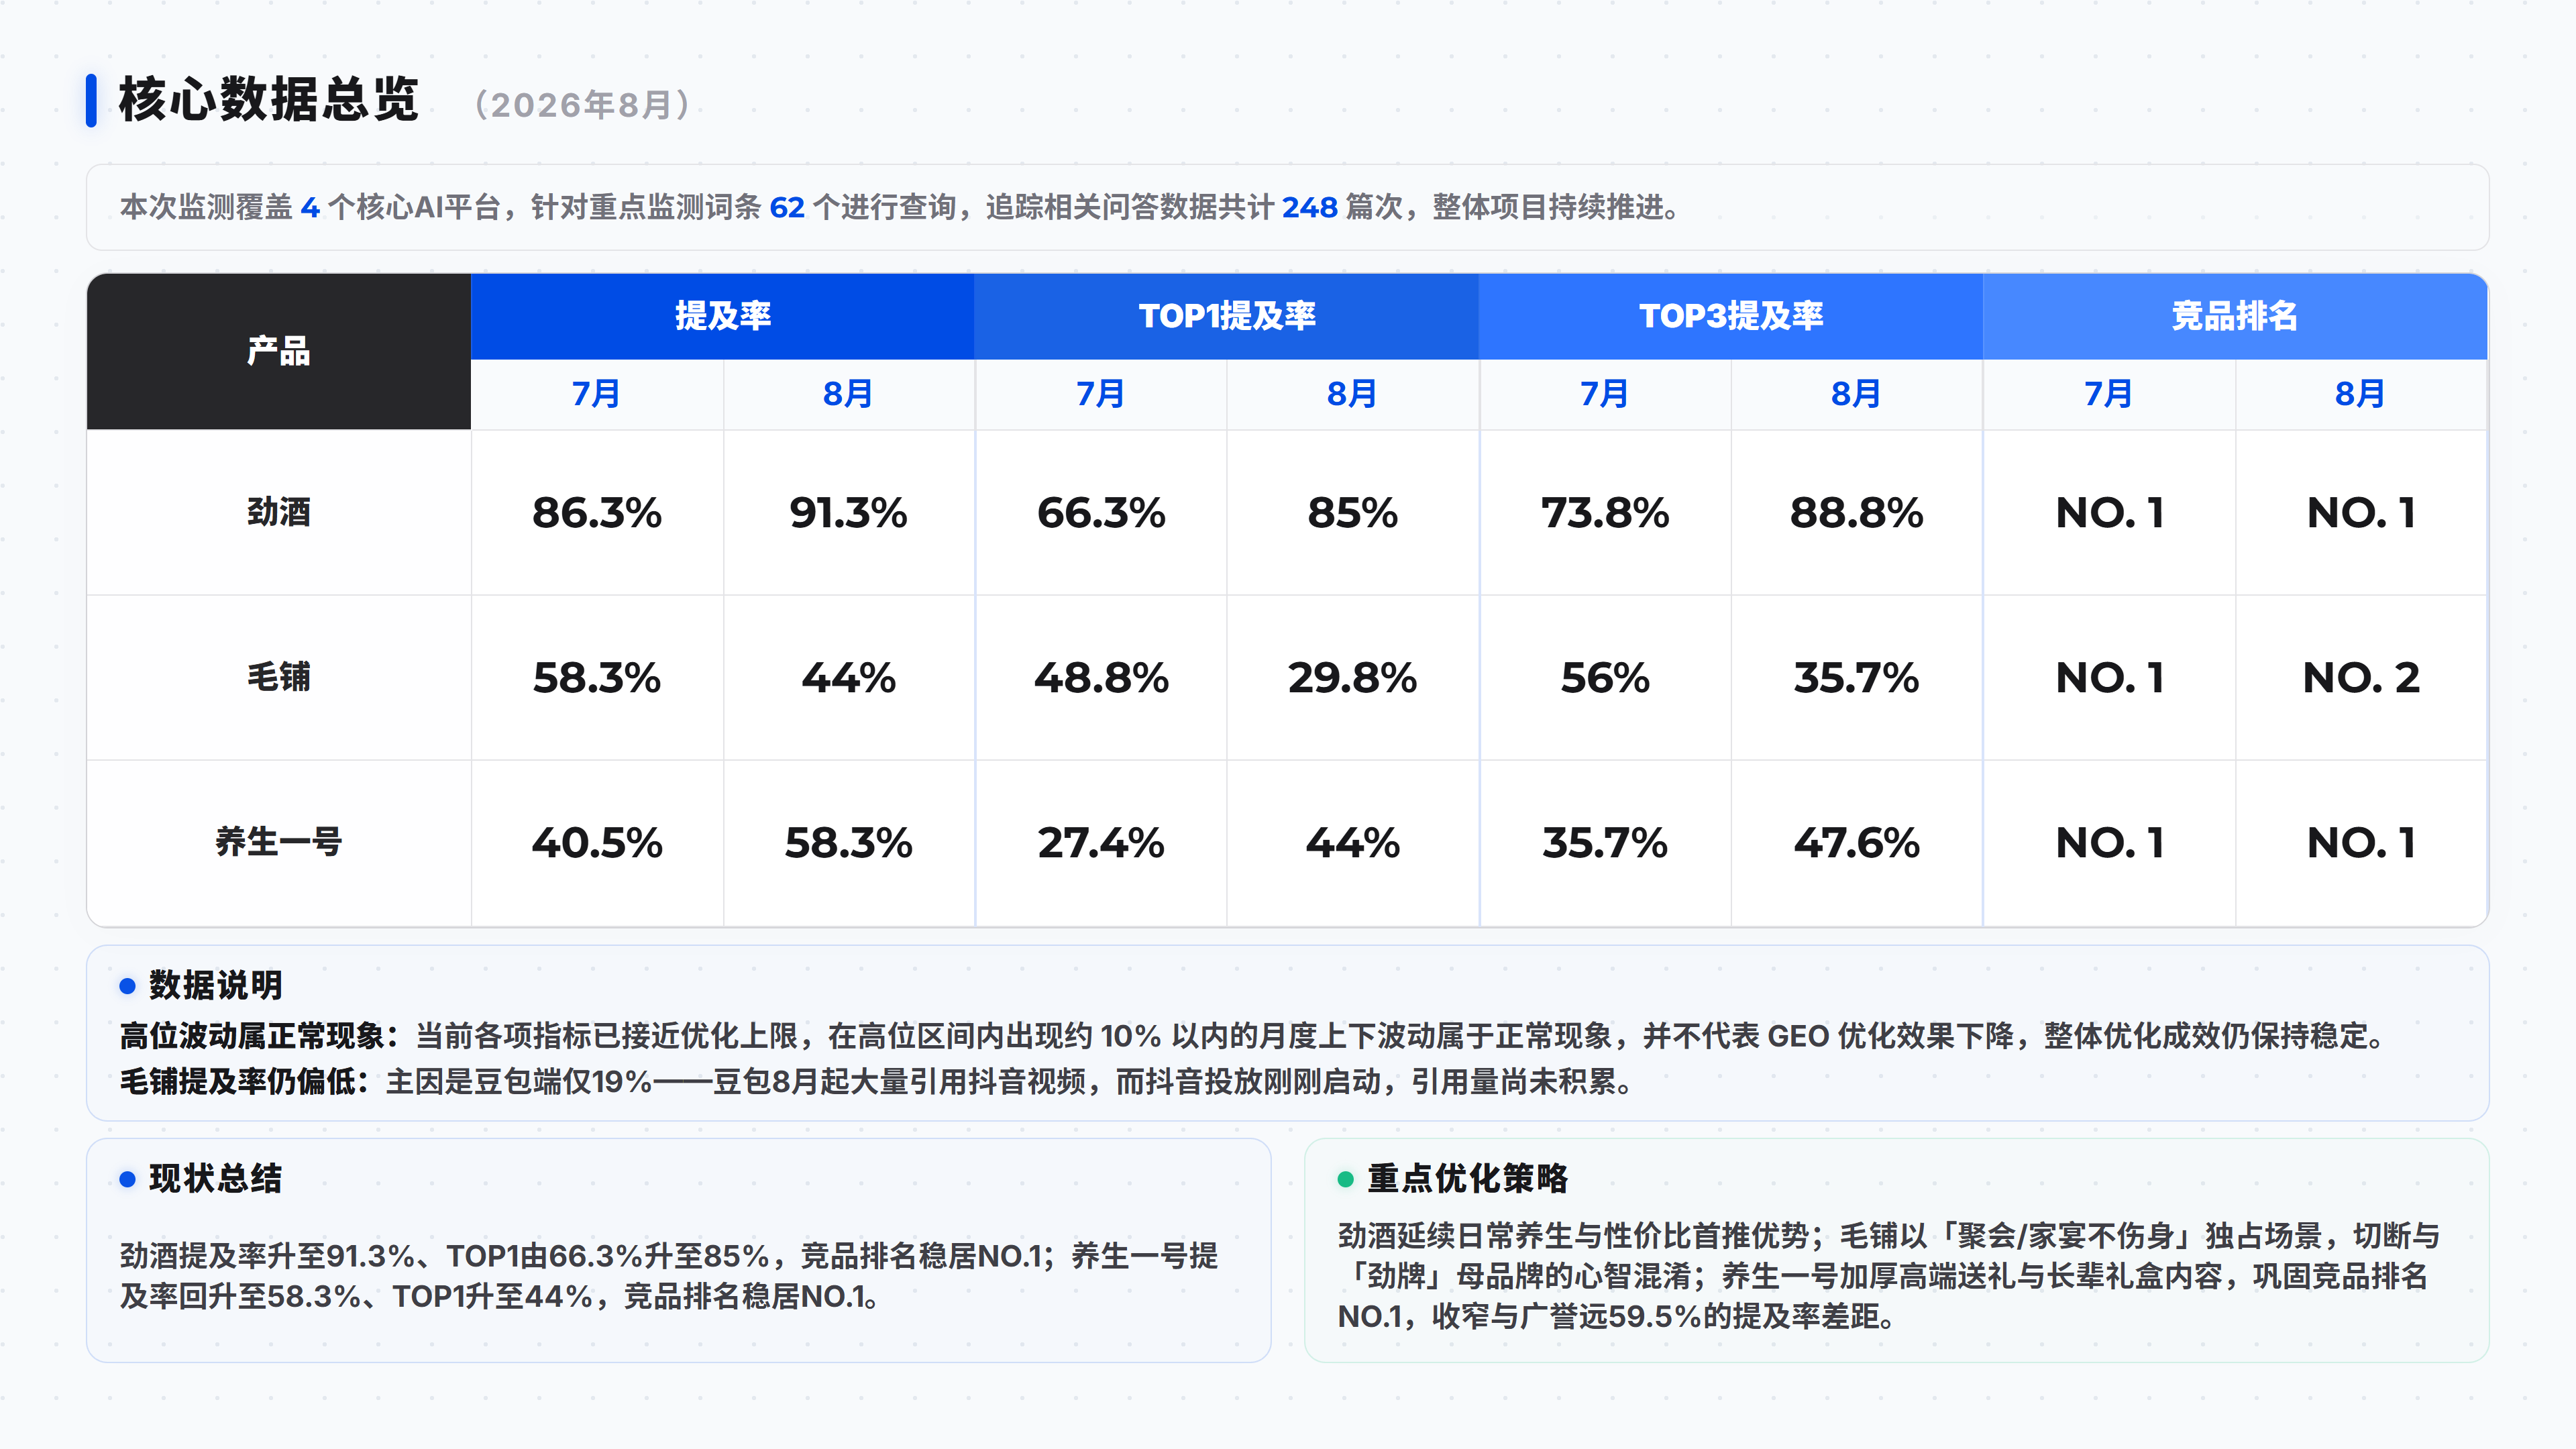 核心数据总览 （2026年8月）
本次监测覆盖 4 个核心AI平台，针对重点监测词条 62 个进行查询，追踪相关问答数据共计 248 篇次，整体项目持续推进。
产品 提及率 TOP1提及率 TOP3提及率 竞品排名
7月 8月 7月 8月 7月 8月 7月 8月
劲酒 86.3% 91.3% 66.3% 85% 73.8% 88.8% NO. 1 NO. 1
毛铺 58.3% 44% 48.8% 29.8% 56% 35.7% NO. 1 NO. 2
养生一号 40.5% 58.3% 27.4% 44% 35.7% 47.6% NO. 1 NO. 1
数据说明
高位波动属正常现象：当前各项指标已接近优化上限，在高位区间内出现约 10% 以内的月度上下波动属于正常现象，并不代表 GEO 优化效果下降，整体优化成效仍保持稳定。
毛铺提及率仍偏低：主因是豆包端仅19%——豆包8月起大量引用抖音视频，而抖音投放刚刚启动，引用量尚未积累。
现状总结
劲酒提及率升至91.3%、TOP1由66.3%升至85%，竞品排名稳居NO.1；养生一号提
及率回升至58.3%、TOP1升至44%，竞品排名稳居NO.1。
重点优化策略
劲酒延续日常养生与性价比首推优势；毛铺以「聚会/家宴不伤身」独占场景，切断与
「劲牌」母品牌的心智混淆；养生一号加厚高端送礼与长辈礼盒内容，巩固竞品排名
NO.1，收窄与广誉远59.5%的提及率差距。